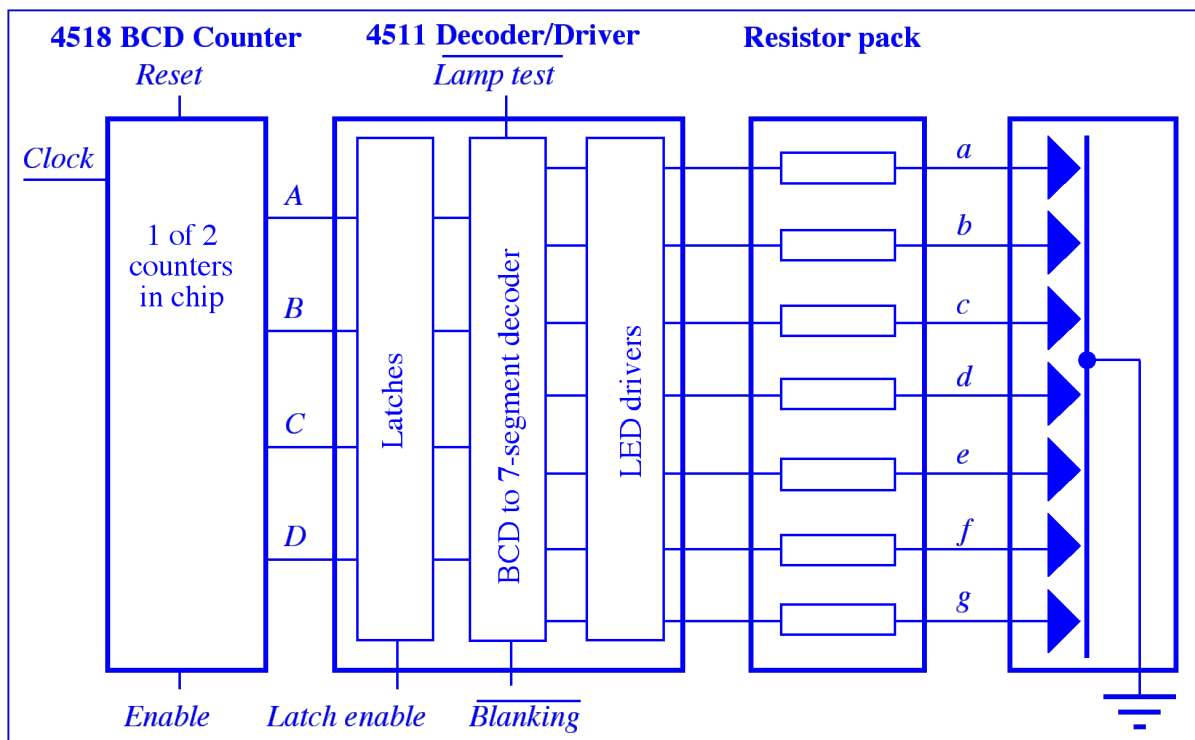 4518 BCD Counter
4511 Decoder/Driver
Resistor pack
Reset
Lamp test
Clock
1 of 2
counters
in chip
A
B
C
D
Latches
BCD to 7-segment decoder
LED drivers
a
b
c
d
e
f
g
Enable
Latch enable
Blanking